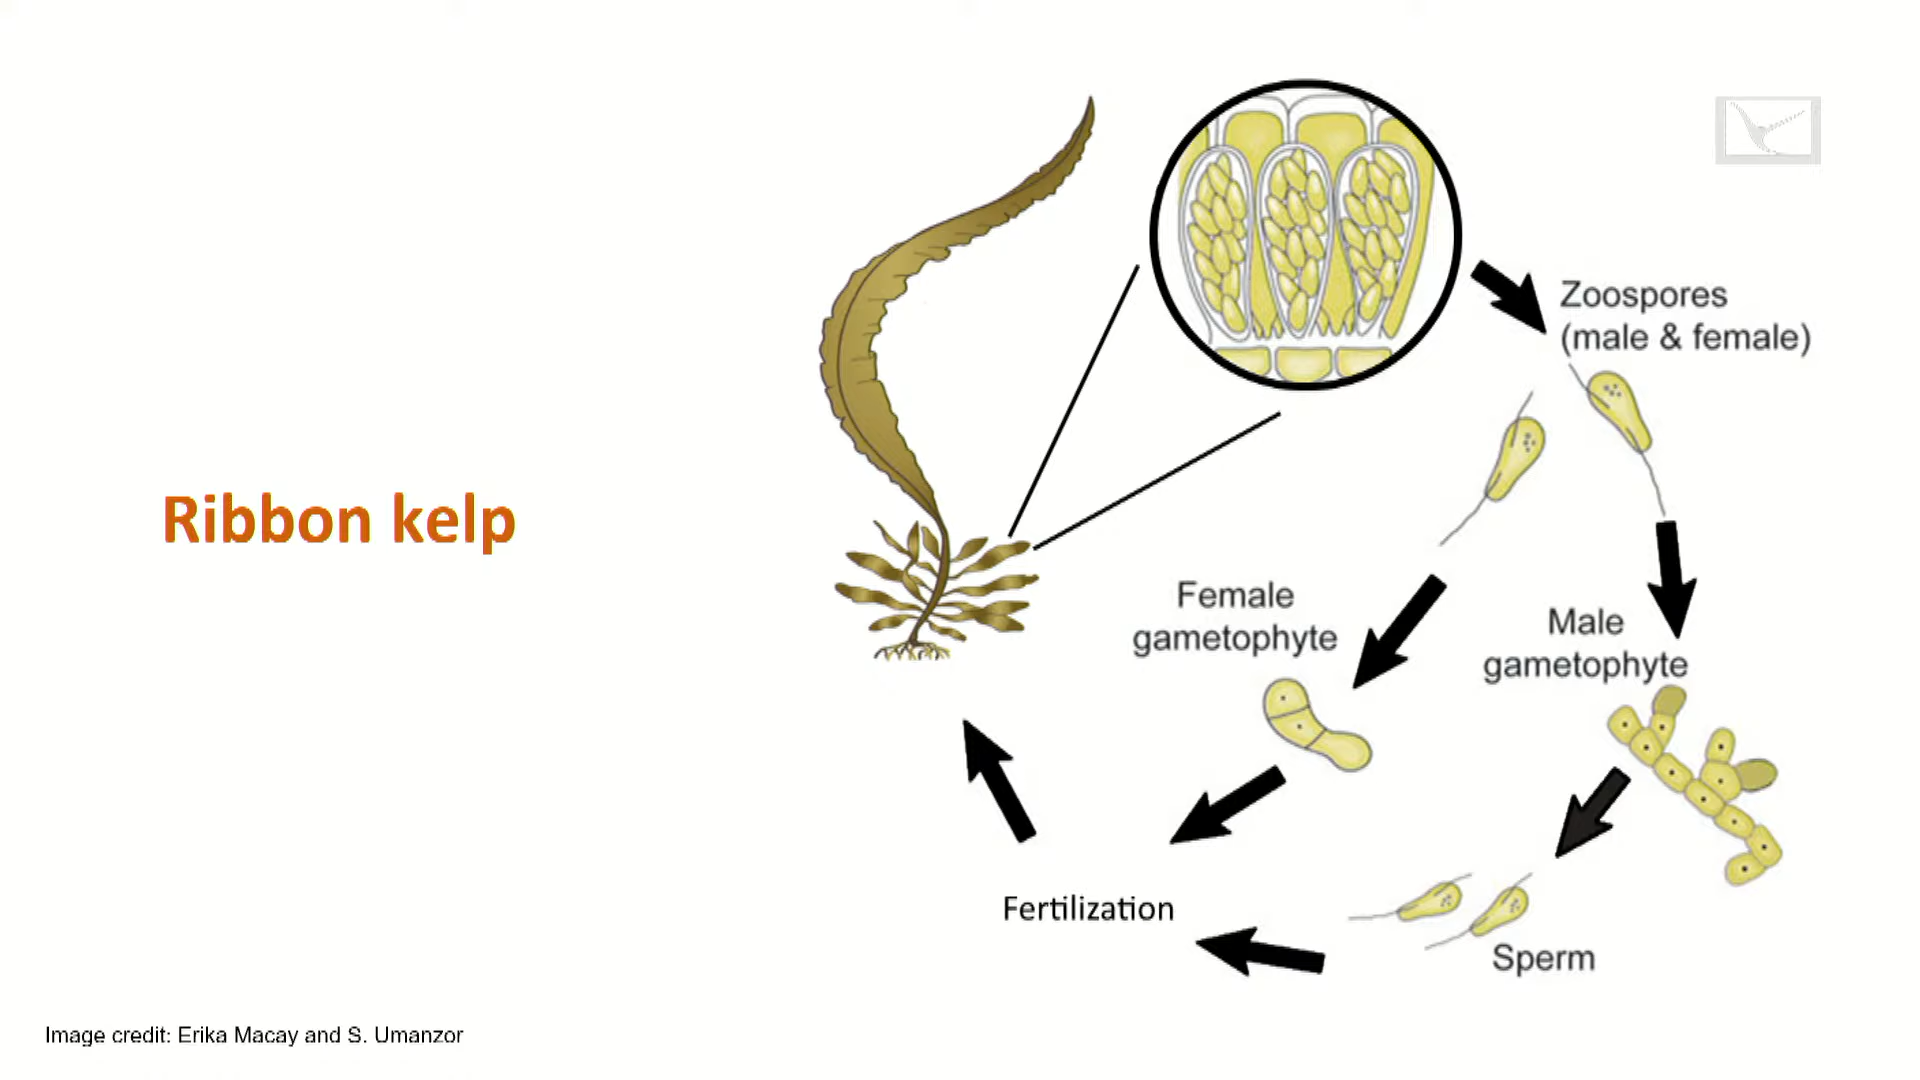 Ribbon kelp
Zoospores
(male & female)
Female
gametophyte
Male
gametophyte
Fertilization
Sperm
Image credit: Erika Macay and S. Umanzor